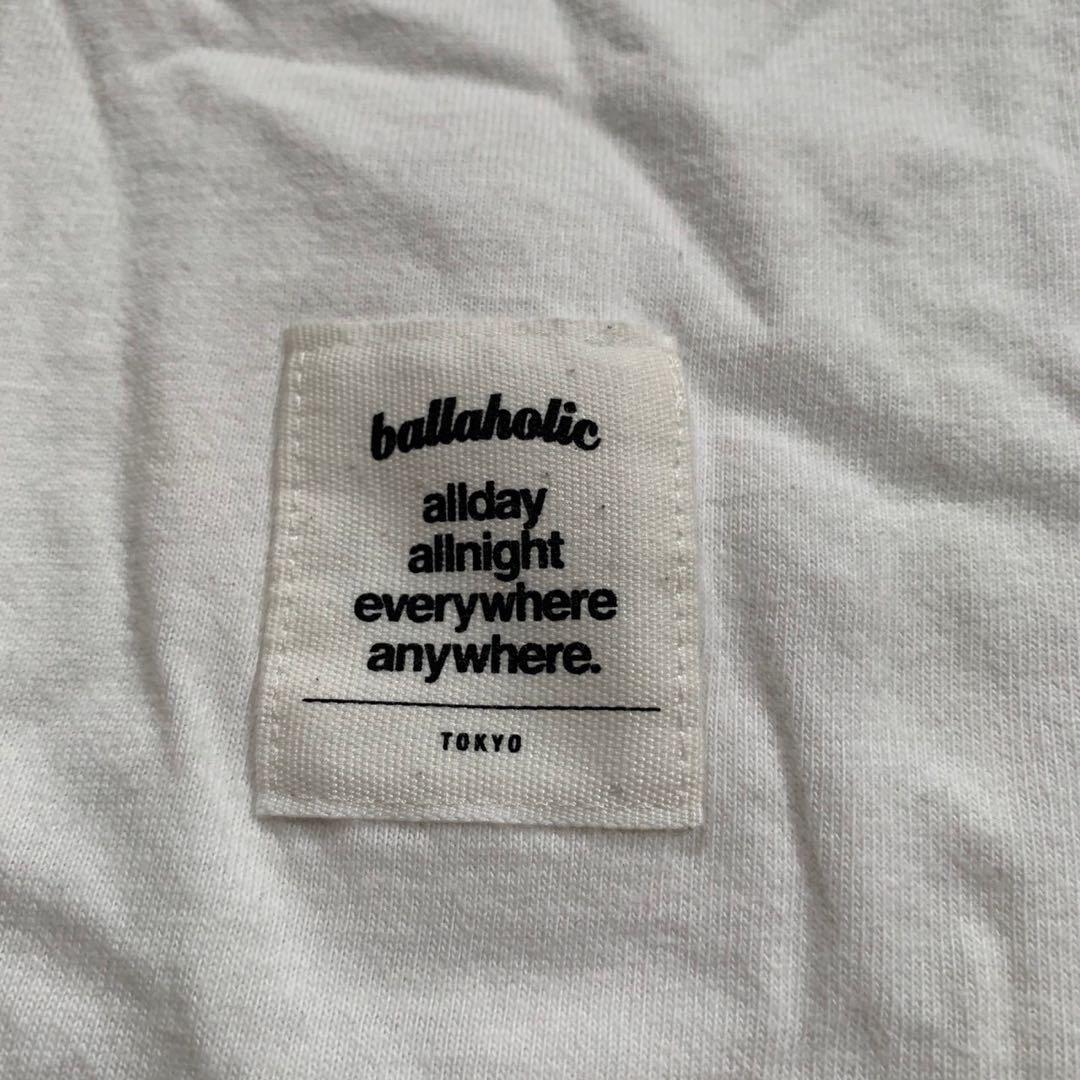 ballaholic
allday
allnight
everywhere
anywhere.
TOKYO